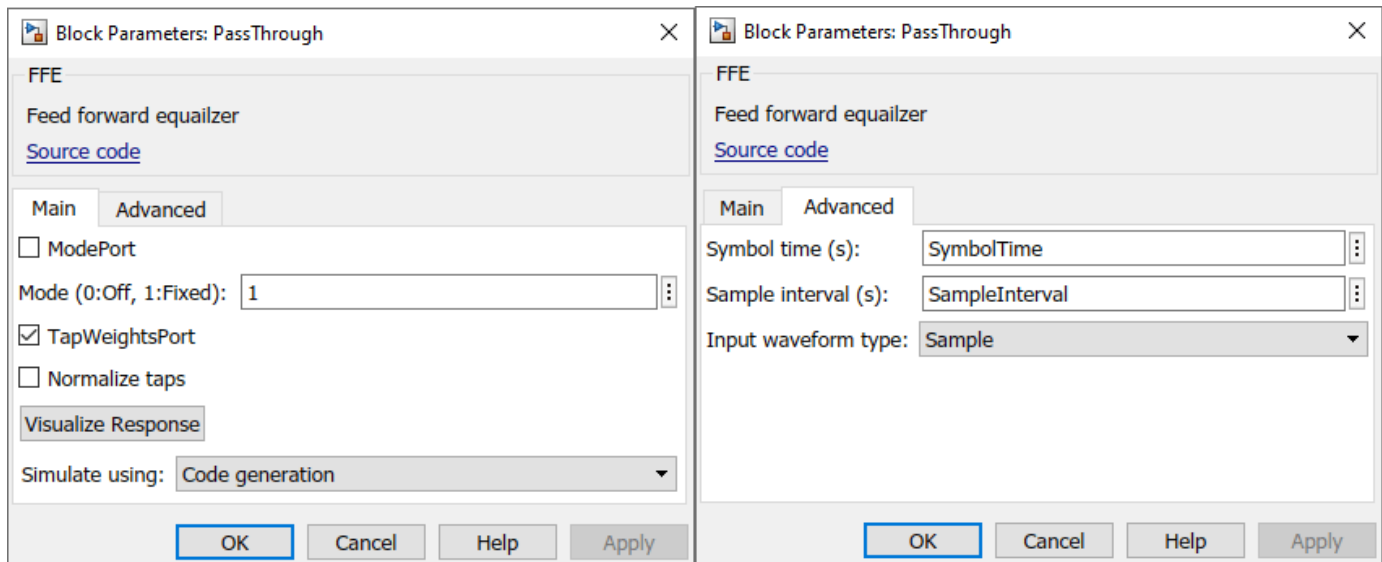 Block Parameters: PassThrough
FFE
Feed forward equailzer
Source code
Main Advanced
ModePort
Mode (0:Off, 1:Fixed): 1
TapWeightsPort
Normalize taps
Visualize Response
Simulate using: Code generation
OK Cancel Help Apply
Block Parameters: PassThrough
FFE
Feed forward equailzer
Source code
Main Advanced
Symbol time (s): SymbolTime
Sample interval (s): SampleInterval
Input waveform type: Sample
OK Cancel Help Apply